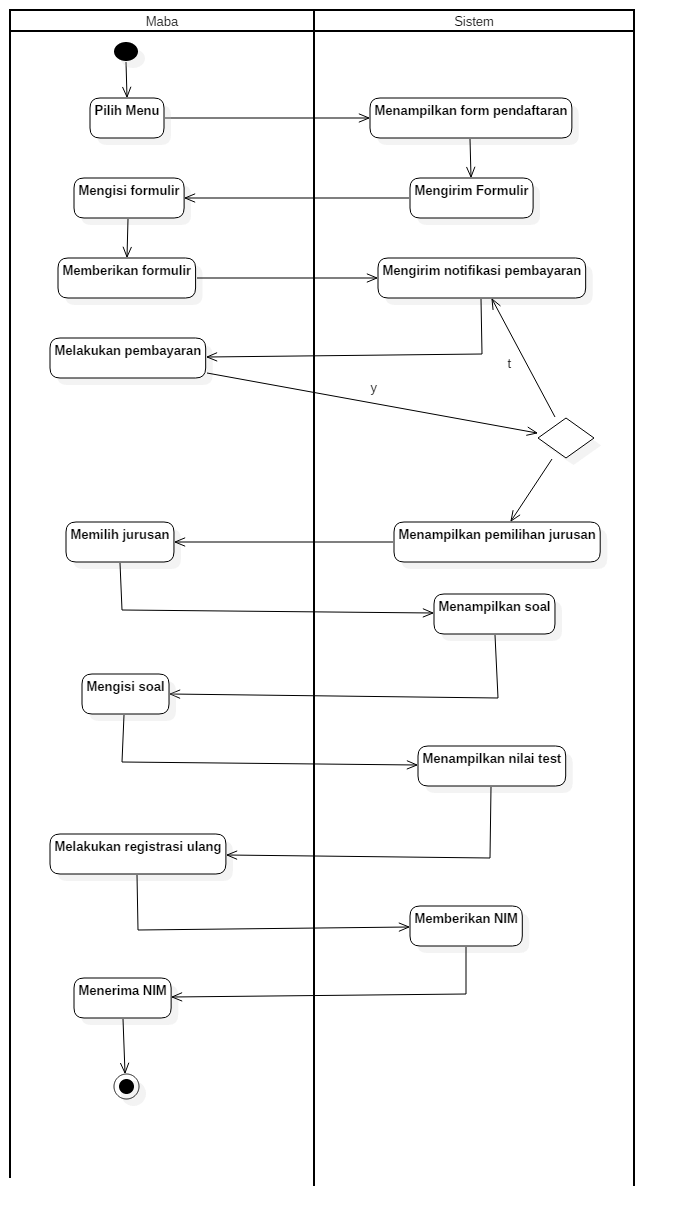 Maba
Sistem
Pilih Menu
Menampilkan form pendaftaran
Mengisi formulir
Mengirim Formulir
Memberikan formulir
Mengirim notifikasi pembayaran
Melakukan pembayaran
t
y
Memilih jurusan
Menampilkan pemilihan jurusan
Menampilkan soal
Mengisi soal
Menampilkan nilai test
Melakukan registrasi ulang
Memberikan NIM
Menerima NIM